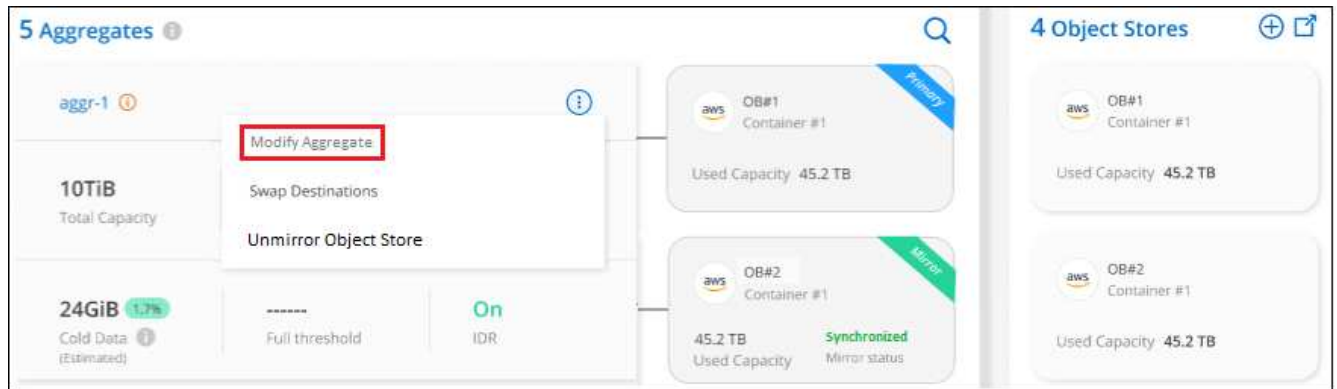 5 Aggregates
aggr-1
Modify Aggregate
Swap Destinations
Unmirror Object Store
10TiB
Total Capacity
24GiB 1.7%
Cold Data
(Estimated)
------
Full threshold
On
IDR
Primary
aws
OB#1
Container #1
Used Capacity 45.2 TB
Mirror
aws
OB#2
Container #1
45.2 TB
Used Capacity
Synchronized
Mirror status
4 Object Stores
aws
OB#1
Container #1
Used Capacity 45.2 TB
aws
OB#2
Container #1
Used Capacity 45.2 TB